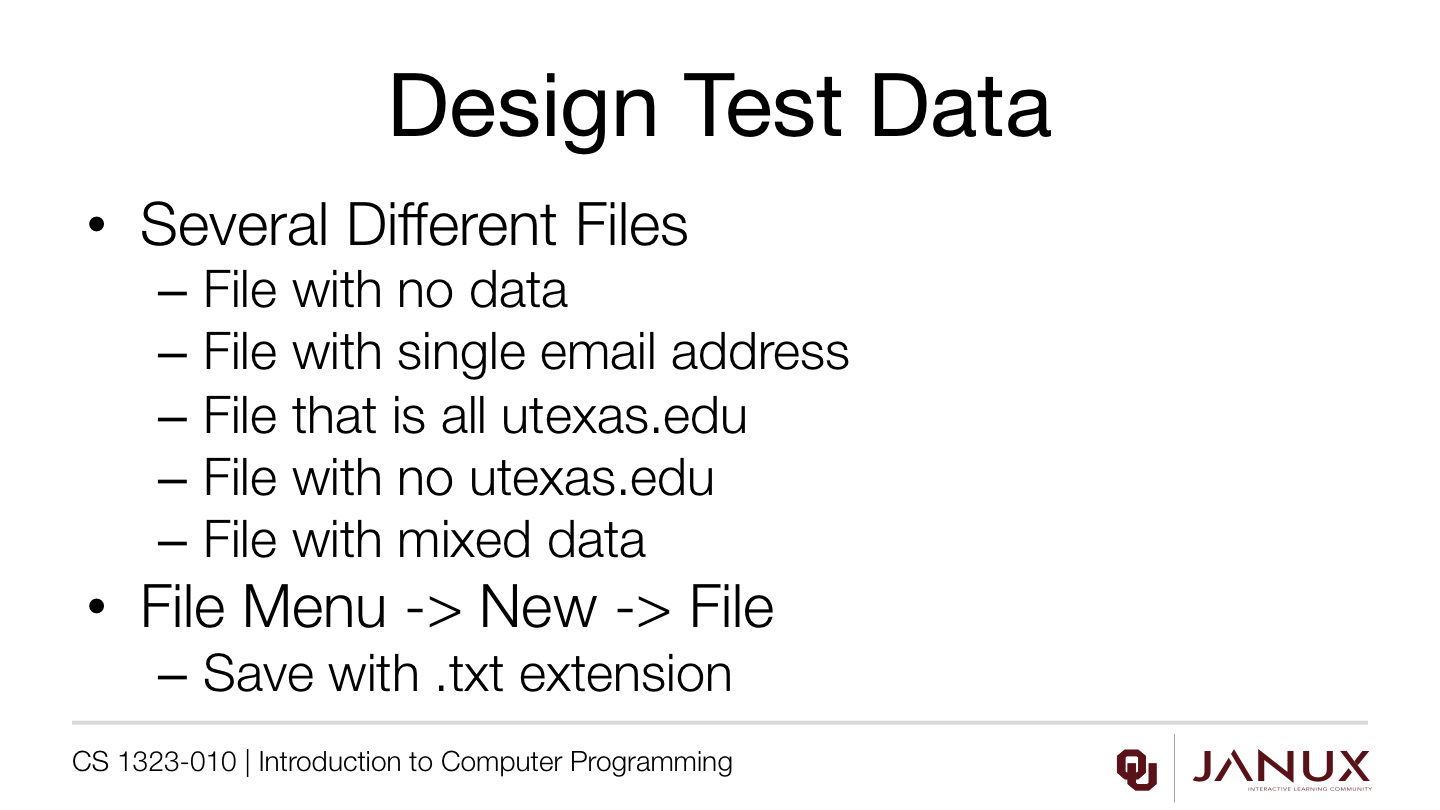 Design Test Data
• Several Different Files
– File with no data
– File with single email address
– File that is all utexas.edu
– File with no utexas.edu
– File with mixed data
• File Menu -> New -> File
– Save with .txt extension
CS 1323-010 | Introduction to Computer Programming
OU JANUX
INTERACTIVE LEARNING COMMUNITY